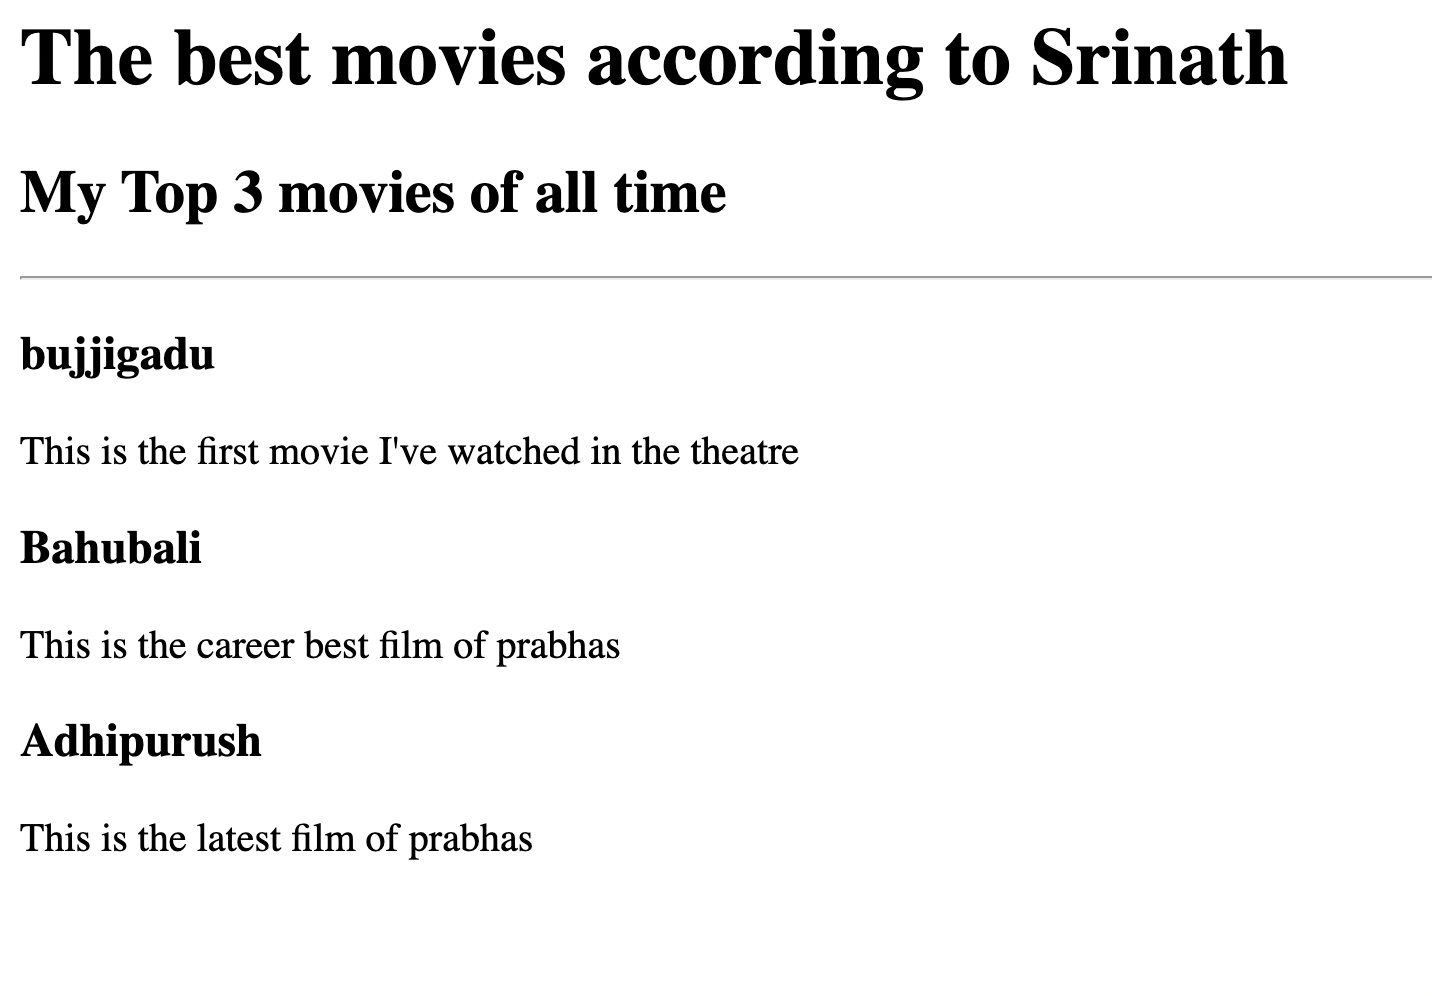 The best movies according to Srinath
My Top 3 movies of all time
bujjigadu
This is the first movie I've watched in the theatre
Bahubali
This is the career best film of prabhas
Adhipurush
This is the latest film of prabhas